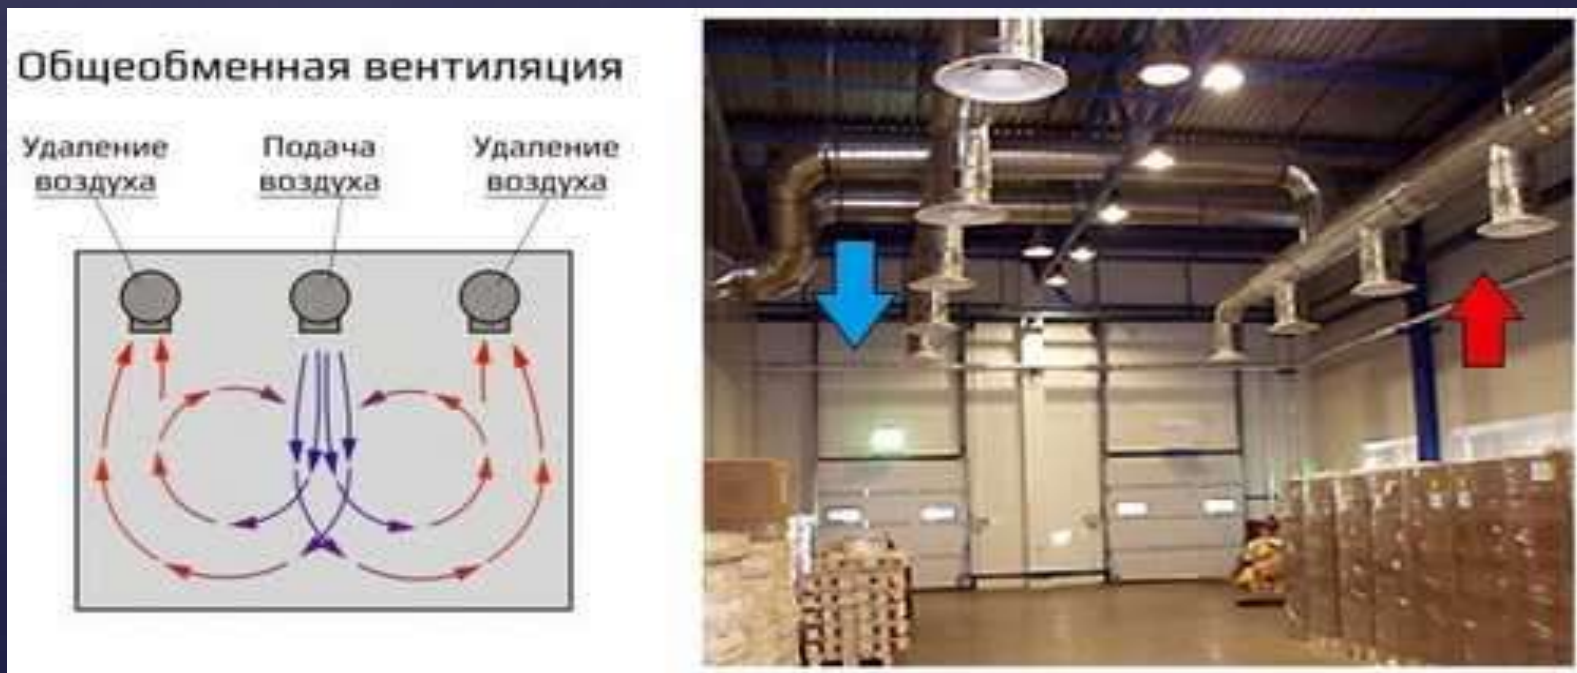 Общеобменная вентиляция
Удаление
воздуха
Подача
воздуха
Удаление
воздуха